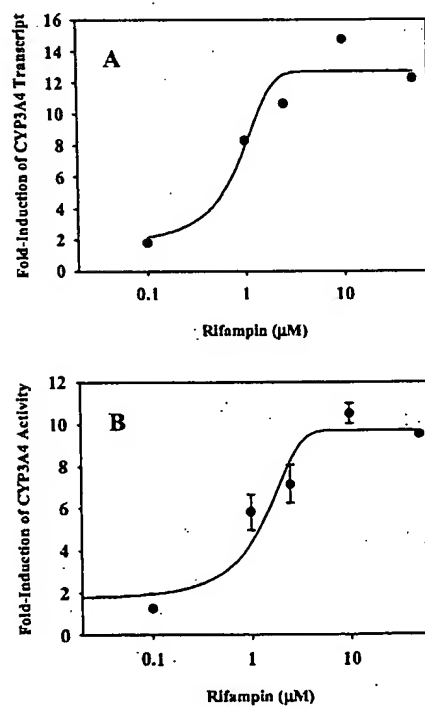 16
14
12
10
8
6
4
2
0
A
Fold-Induction of CYP3A4 Transcript
0.1 1 10
Rifampin (µM)
12
10
8
6
4
2
0
B
Fold-Induction of CYP3A4 Activity
0.1 1 10
Rifampin (µM)